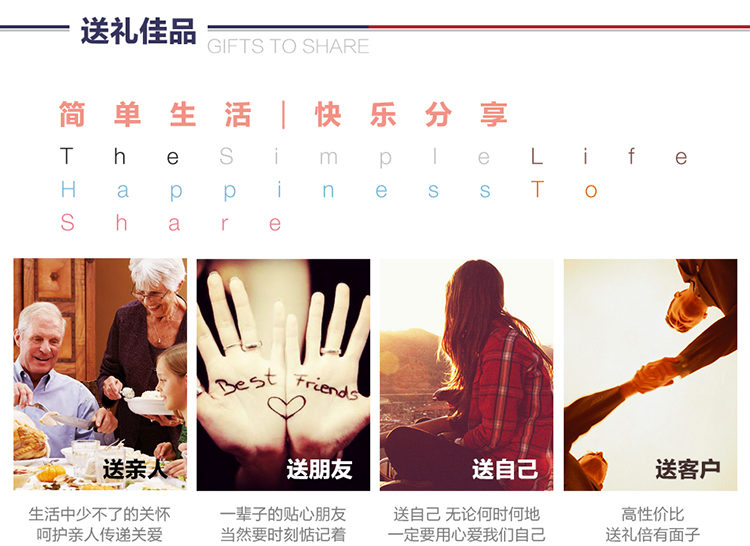 送礼佳品
GIFTS TO SHARE
简单生活|快乐分享
The Simple Life
Happiness To
Share
Best Friends
送亲人
送朋友
送自己
送客户
生活中少不了的关怀
呵护亲人传递关爱
一辈子的贴心朋友
当然要时刻惦记着
送自己 无论何时何地
一定要用心爱我们自己
高性价比
送礼倍有面子